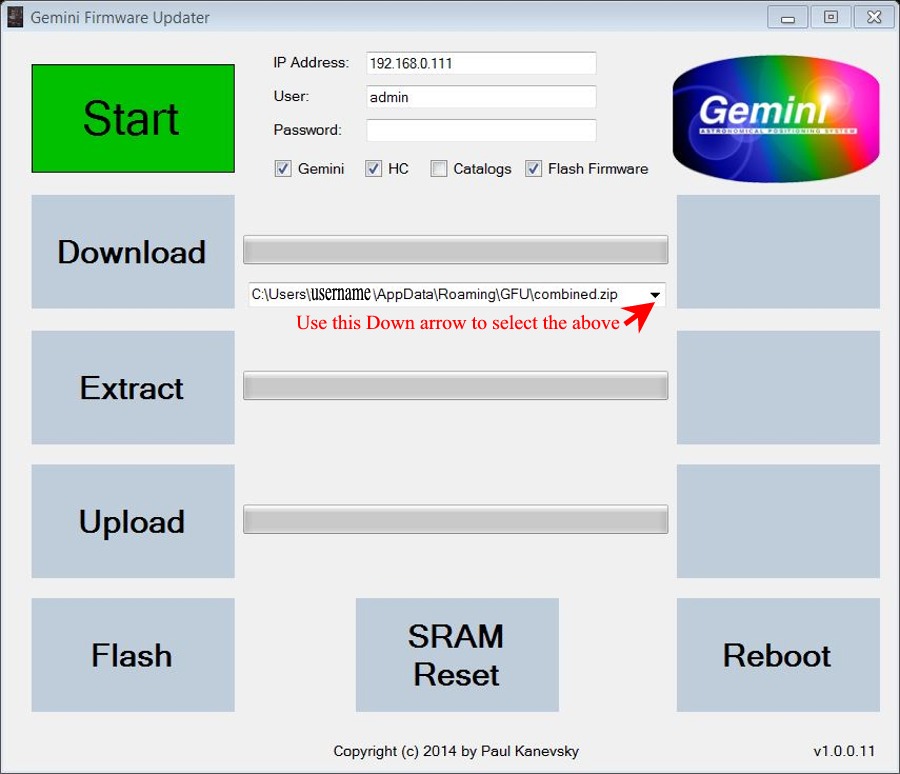 Gemini Firmware Updater
Start
IP Address: 192.168.0.111
User: admin
Password:
Gemini HC Catalogs Flash Firmware
Gemini
ASTRONOMICAL POSITIONING SYSTEM
Download
C:\Users\username\AppData\Roaming\GFU\combined.zip
Use this Down arrow to select the above
Extract
Upload
Flash
SRAM
Reset
Reboot
Copyright (c) 2014 by Paul Kanevsky
v1.0.0.11